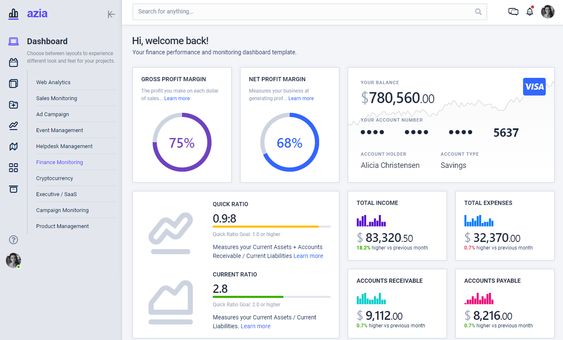 azia
Search for anything...
Dashboard
Choose between layouts to experience
different look and feel for your projects.
Web Analytics
Sales Monitoring
Ad Campaign
Event Management
Helpdesk Management
Finance Monitoring
Cryptocurrency
Executive / SaaS
Campaign Monitoring
Product Management
Hi, welcome back!
Your finance performance and monitoring dashboard template.
GROSS PROFIT MARGIN
The profit you make on each dollar
of sales... Learn more
75%
NET PROFIT MARGIN
Measures your business at
generating prof... Learn more
68%
YOUR BALANCE
$780,560.00
VISA
YOUR ACCOUNT NUMBER
•••• •••• •••• 5637
ACCOUNT HOLDER
Alicia Christensen
ACCOUNT TYPE
Savings
QUICK RATIO
0.9:8
Quick Ratio Goal: 1.0 or higher
Measures your Current Assets + Accounts
Receivable / Current Liabilities Learn more
CURRENT RATIO
2.8
Quick Ratio Goal: 2.0 or higher
Measures your Current Assets / Current
Liabilities. Learn more
TOTAL INCOME
$ 83,320.50
18.2% higher vs previous month
TOTAL EXPENSES
$ 32,370.00
0.7% higher vs previous month
ACCOUNTS RECEIVABLE
$ 9,112.00
0.7% higher vs previous month
ACCOUNTS PAYABLE
$ 8,216.00
0.7% higher vs previous month